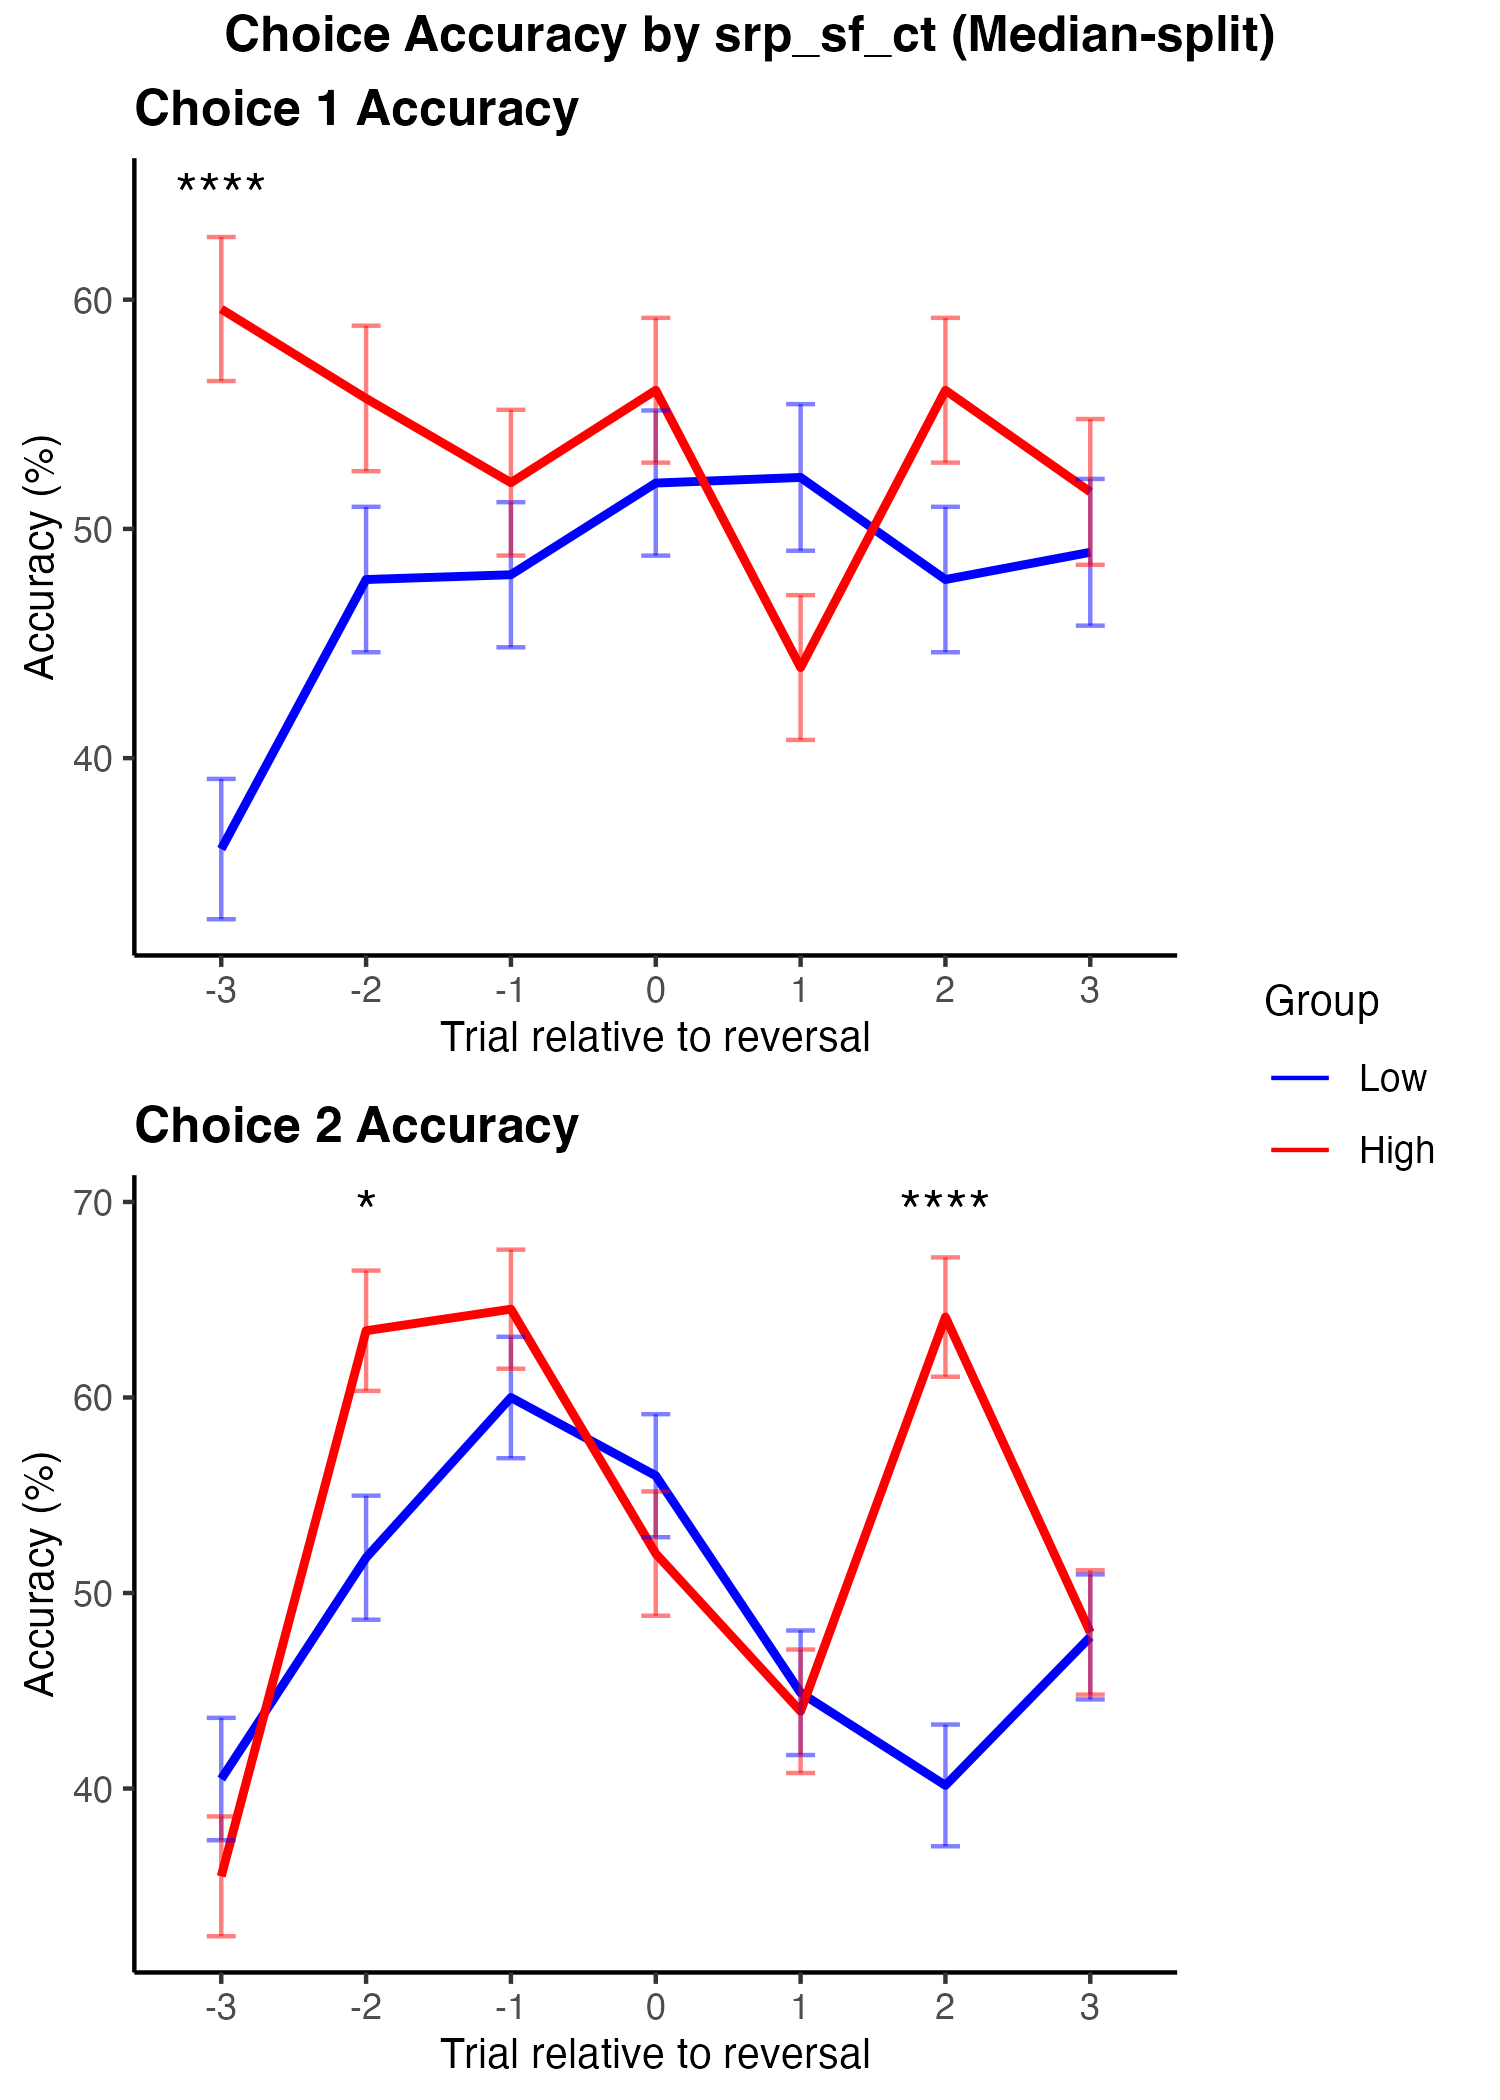 Choice Accuracy by srp_sf_ct (Median-split)
Choice 1 Accuracy
****
60
50
40
Accuracy (%)
-3 -2 -1 0 1 2 3
Trial relative to reversal
Group
Low
High
Choice 2 Accuracy
* ****
70
60
50
40
Accuracy (%)
-3 -2 -1 0 1 2 3
Trial relative to reversal